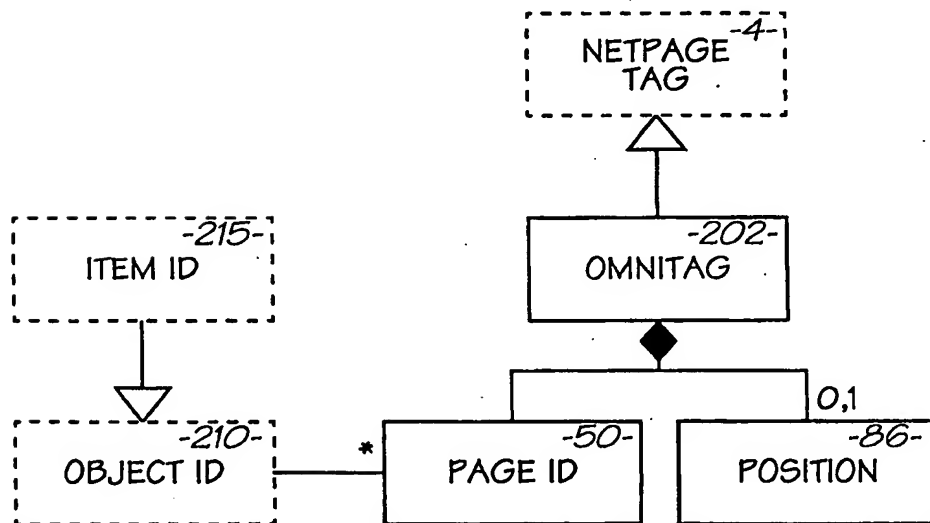 -4-
NETPAGE
TAG
-215-
ITEM ID
-202-
OMNITAG
0,1
-210-
OBJECT ID
*
-50-
PAGE ID
-86-
POSITION